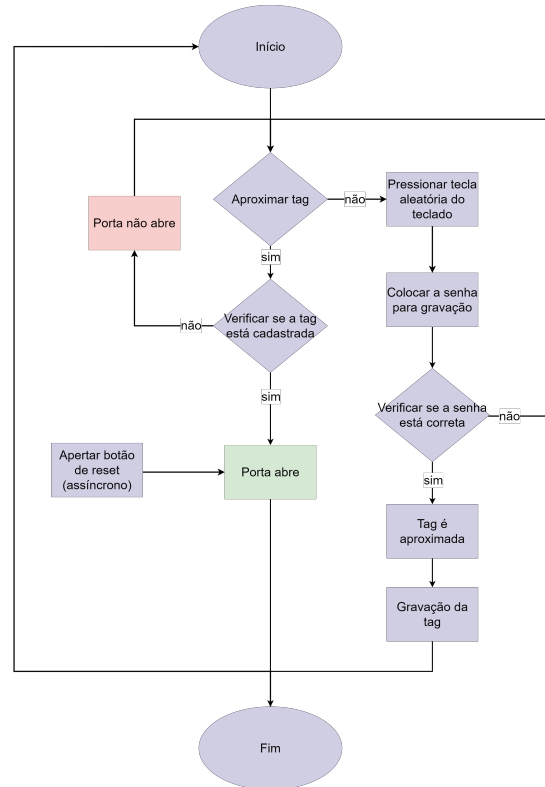 Início
Aproximar tag
não
Pressionar tecla
aleatória do
teclado
Porta não abre
sim
Colocar a senha
para gravação
Verificar se a tag
está cadastrada
não
sim
Verificar se a senha
está correta
não
Apertar botão
de reset
(assíncrono)
Porta abre
sim
Tag é
aproximada
Gravação da
tag
Fim